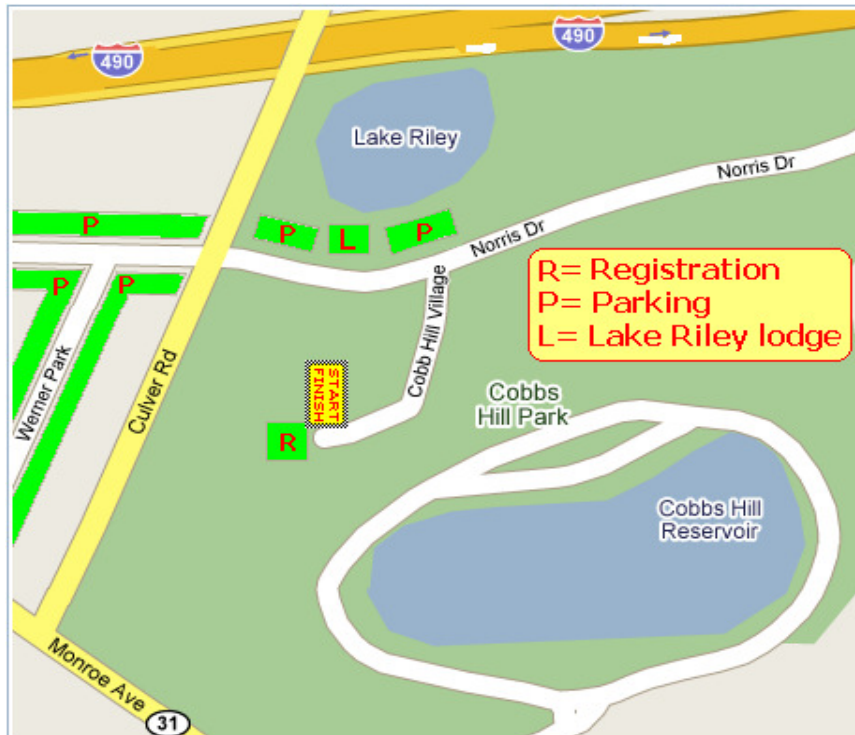 490
490
Lake Riley
Norris Dr
P
P
L
P
Norris Dr
R= Registration
P= Parking
L= Lake Riley lodge
P
P
Cobb Hill Village
Werner Park
Culver Rd
START
FINISH
Cobbs
Hill Park
R
Cobbs Hill
Reservoir
Monroe Ave
31